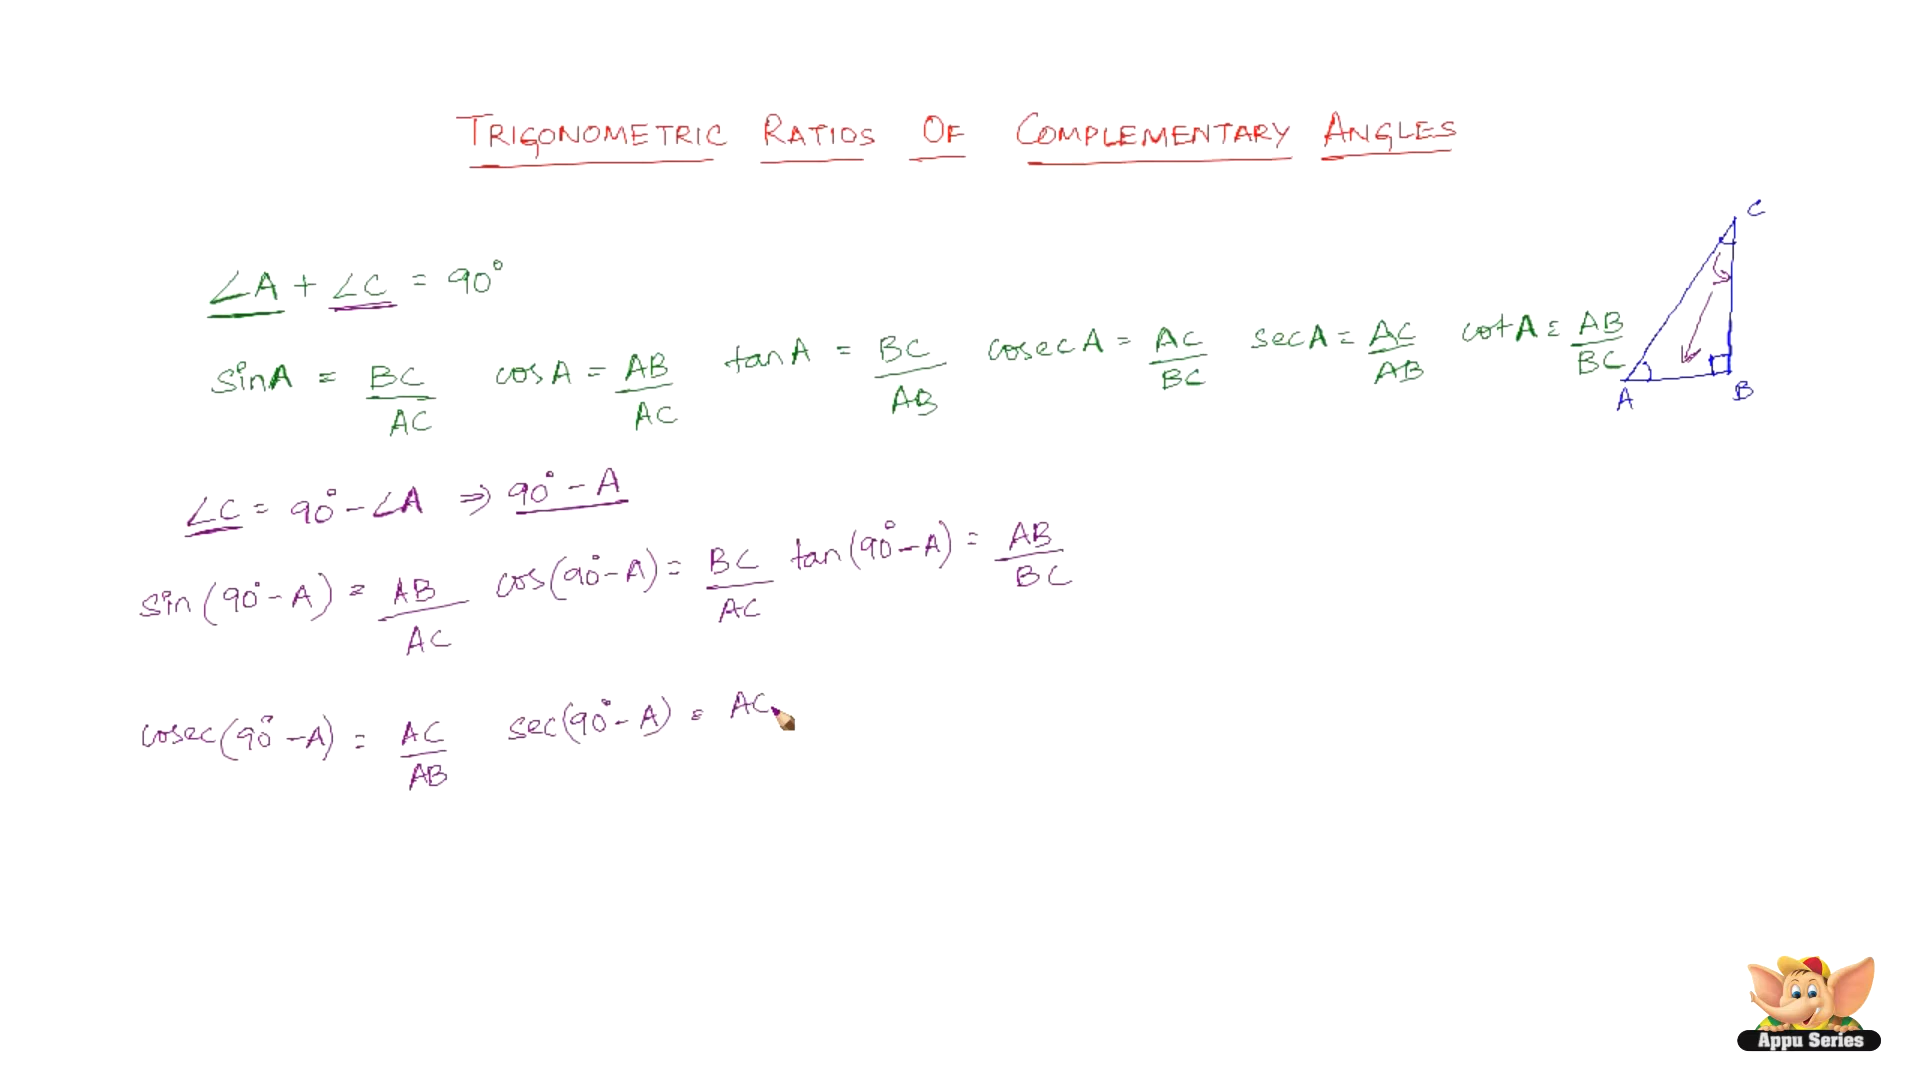 TRIGONOMETRIC RATIOS OF COMPLEMENTARY ANGLES
∠A + ∠C = 90°
sinA = BC/AC cosA = AB/AC tanA = BC/AB cosecA = AC/BC secA = AC/AB cotA = AB/BC
C
A
B
∠C = 90° - ∠A ⇒ 90° - A
sin(90° - A) = AB/AC cos(90° - A) = BC/AC tan(90° - A) = AB/BC
cosec(90° - A) = AC/AB sec(90° - A) = AC
Appu Series